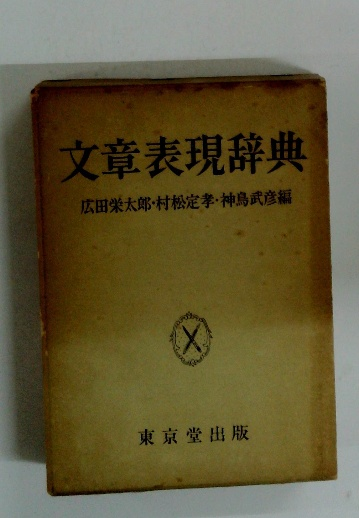 文章表現辞典
広田栄太郎・村松定孝・神鳥武彦編
東京堂出版